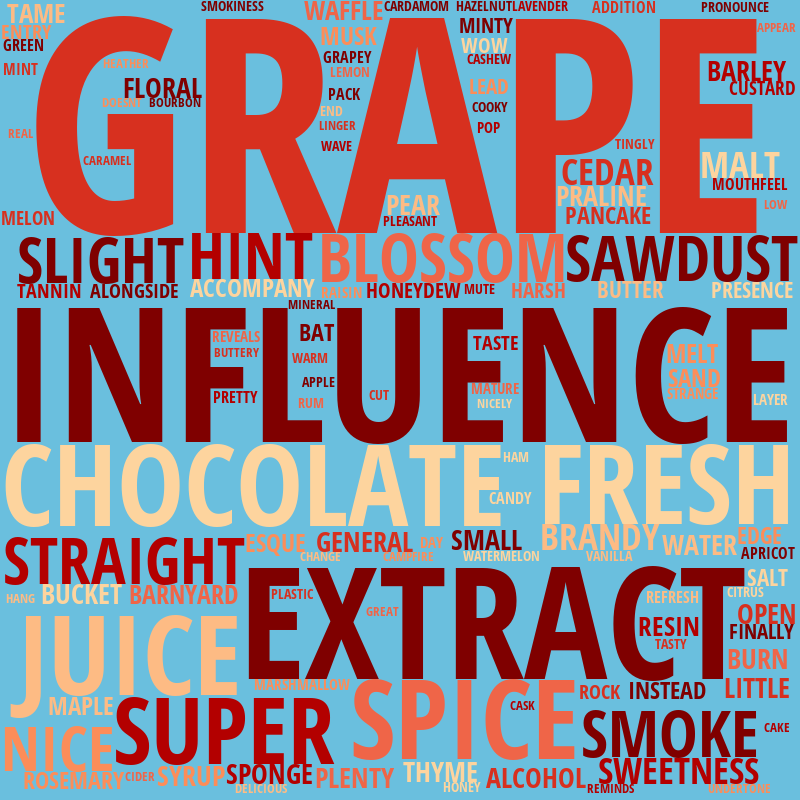 SMOKINESS WAFFLE CARDAMOM HAZELNUT LAVENDER ADDITION PRONOUNCE
TAME MUSK MINTY APPEAR
ENTRY
GREEN GRAPEY WOW
HEATHER CASHEW
MINT LEMON BARLEY
FLORAL PACK LEAD CUSTARD
DOESNT BOURBON COOKY
END
REAL LINGER POP
WAVE TINGLY
GRAPE
CARAMEL CEDAR MALT
PRALINE MOUTHFEEL
PEAR LOW
MELON PLEASANT PANCAKE
SLIGHT HINT BLOSSOM SAWDUST
TANNIN ALONGSIDE ACCOMPANY RAISIN HONEYDEW MUTE HARSH BUTTER PRESENCE
MINERAL
REVEALS BAT TASTE MELT
BUTTERY WARM
INFLUENCE
APPLE MATURE SAND
PRETTY RUM CUT NICELY STRANGE LAYER
CHOCOLATE FRESH
HAM
CANDY
STRAIGHT ESQUE GENERAL DAY SMALL BRANDY WATER EDGE
CHANGE CAMPFIRE WATERMELON VANILLA APRICOT
HANG BUCKET BARNYARD PLASTIC REFRESH SALT
CITRUS
EXTRACT
GREAT RESIN OPEN
FINALLY
TASTY
JUICE BURN
MARSHMALLOW ROCK INSTEAD LITTLE
MAPLE SUPER SPICE CASK SMOKE CAKE
NICE
ROSEMARY CIDER SYRUP SPONGE PLENTY THYME ALCOHOL SWEETNESS
DELICIOUS HONEY REMINDS UNDERTONE